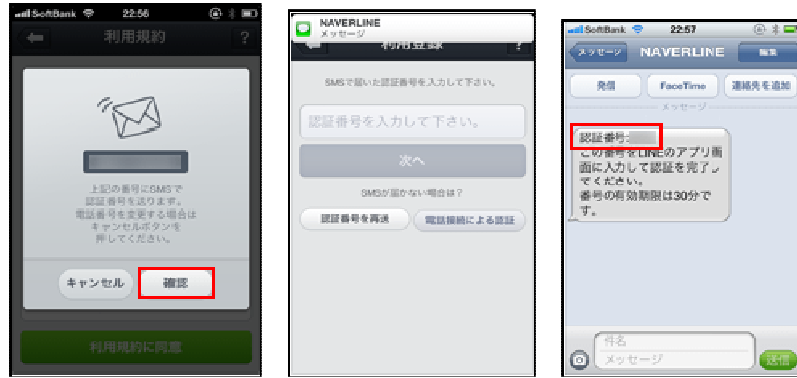 SoftBank 22:56
利用規約 ?
上記の番号にSMSで
認証番号を送ります。
電話番号を変更する場合は
キャンセルボタンを
押してください。
キャンセル 確認
利用規約に同意
NAVERLINE
メッセージ
利用登録 ?
SMSで届いた認証番号を入力して下さい。
認証番号を入力して下さい。
次へ
SMSが届かない場合は?
認証番号を再送 電話接続による認証
SoftBank 22:57
メッセージ NAVERLINE 編集
発信 FaceTime 連絡先を追加
メッセージ
認証番号:
この番号をLINEのアプリ画
面に入力して認証を完了し
てください。
番号の有効期限は30分で
す。
件名
メッセージ 送信